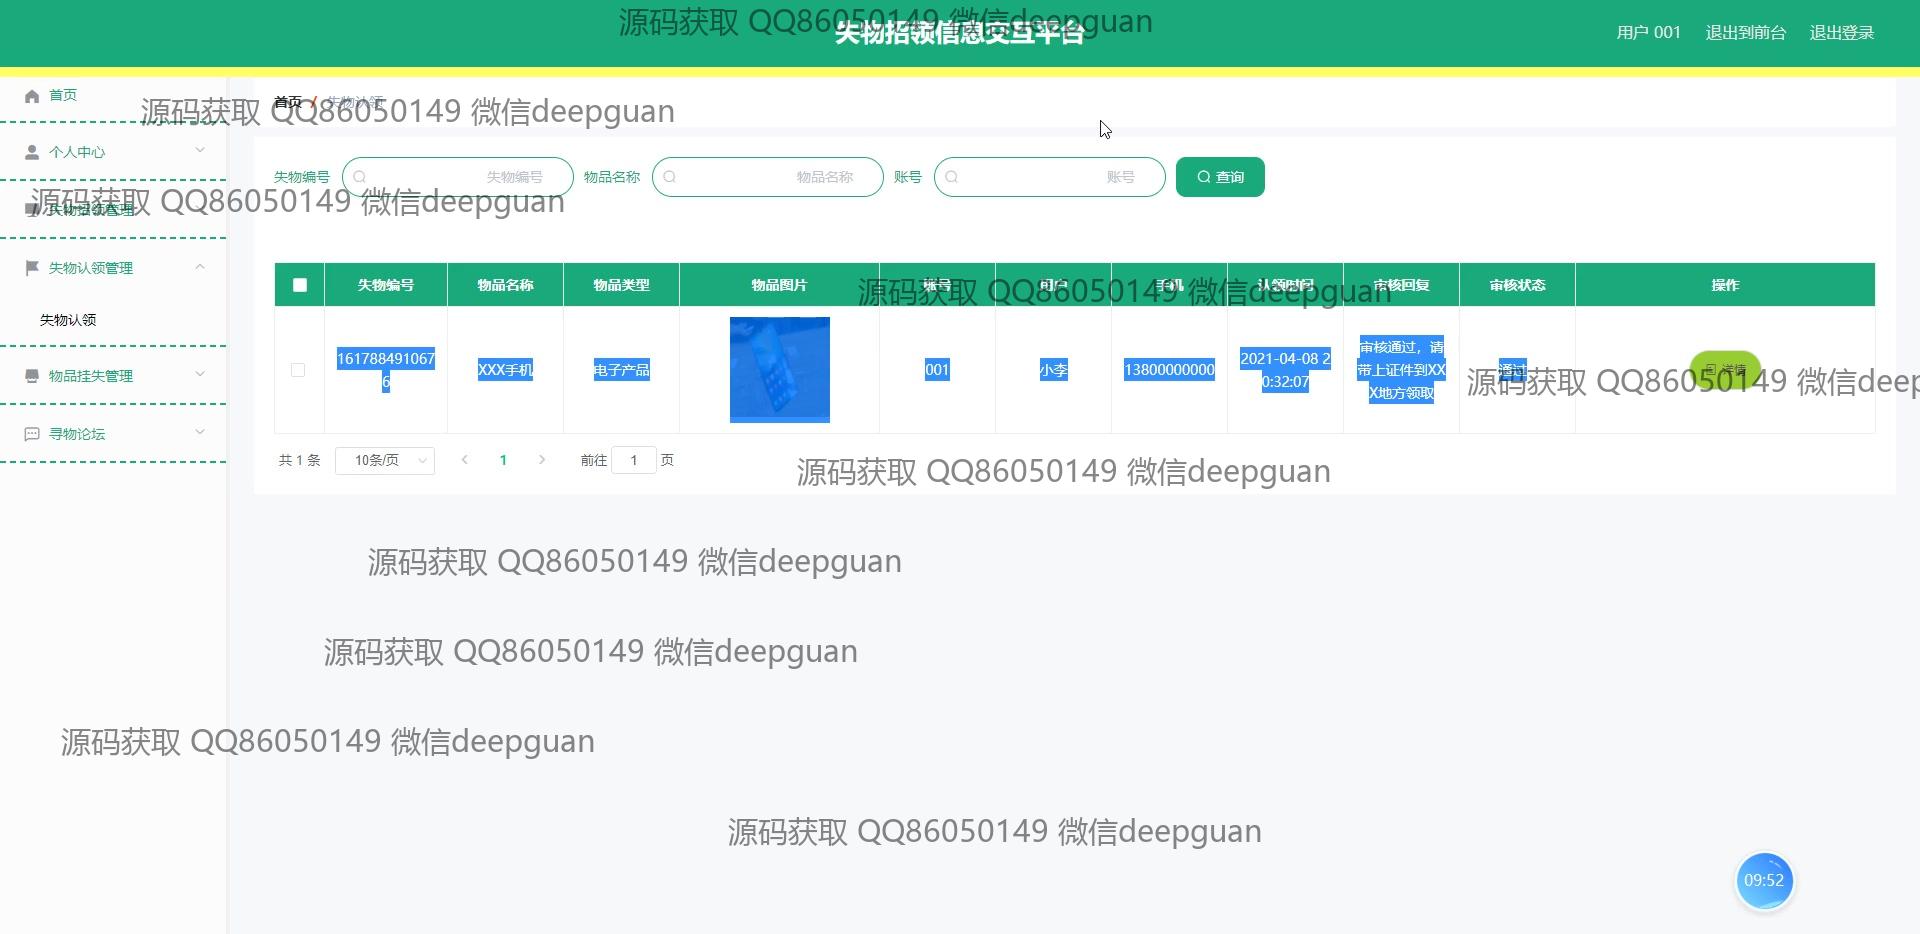 源码获取 QQ86050149 微信deepguan
失物招领信息交互平台
用户 001 退出到前台 退出登录
首页
首页 / 失物认领
源码获取 QQ86050149 微信deepguan
个人中心
失物编号 失物编号 物品名称 物品名称 账号 账号 查询
源码获取 QQ86050149 微信deepguan
失物招领管理
失物认领管理
失物认领
物品挂失管理
寻物论坛
失物编号 物品名称 物品类型 物品图片 账号 用户 手机 认领时间 审核回复 审核状态 操作
源码获取 QQ86050149 微信deepguan
161788491067
6
XXX手机
电子产品
001
小李
13800000000
2021-04-08 2
0:32:07
审核通过，请
带上证件到XX
X地方领取
通过
详情
源码获取 QQ86050149 微信deep
共 1 条 10条/页 1 前往 1 页
源码获取 QQ86050149 微信deepguan
源码获取 QQ86050149 微信deepguan
源码获取 QQ86050149 微信deepguan
源码获取 QQ86050149 微信deepguan
源码获取 QQ86050149 微信deepguan
09:52